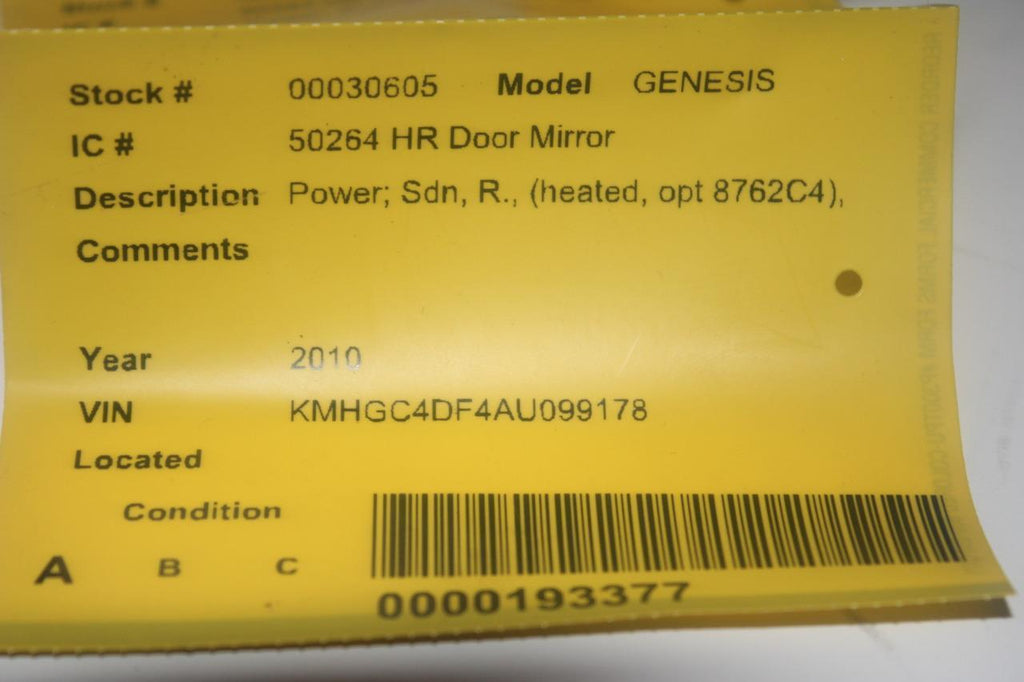 Stock # 00030605 Model GENESIS
IC # 50264 HR Door Mirror
Description Power; Sdn, R., (heated, opt 8762C4),
Comments
Year 2010
VIN KMHGC4DF4AU099178
Located
Condition
A B C
0000193377